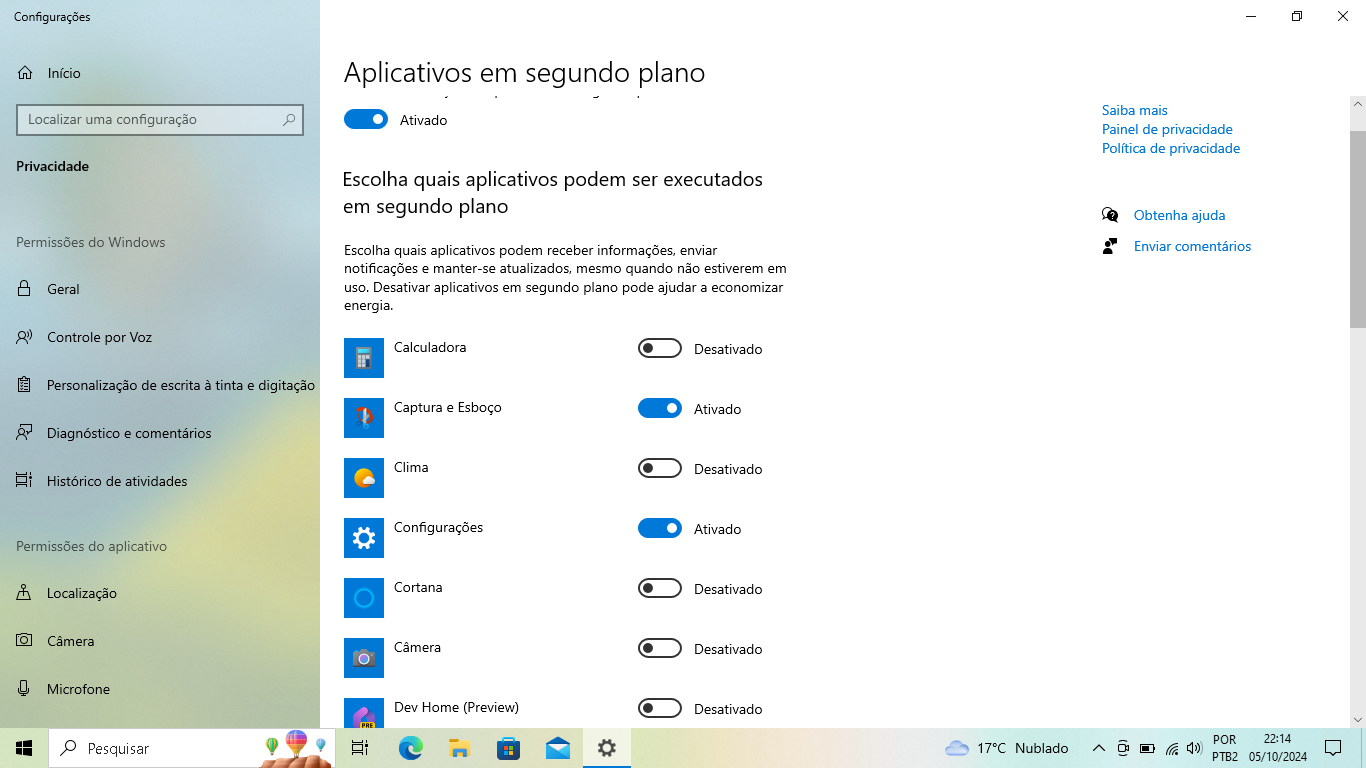 Configurações
Início
Localizar uma configuração
Privacidade
Permissões do Windows
Geral
Controle por Voz
Personalização de escrita à tinta e digitação
Diagnóstico e comentários
Histórico de atividades
Permissões do aplicativo
Localização
Câmera
Microfone
Aplicativos em segundo plano
Ativado
Escolha quais aplicativos podem ser executados
em segundo plano
Escolha quais aplicativos podem receber informações, enviar
notificações e manter-se atualizados, mesmo quando não estiverem em
uso. Desativar aplicativos em segundo plano pode ajudar a economizar
energia.
Calculadora Desativado
Captura e Esboço Ativado
Clima Desativado
Configurações Ativado
Cortana Desativado
Câmera Desativado
Dev Home (Preview) Desativado
PRE
Saiba mais
Painel de privacidade
Política de privacidade
Obtenha ajuda
Enviar comentários
Pesquisar
17°C Nublado
POR
PTB2
22:14
05/10/2024